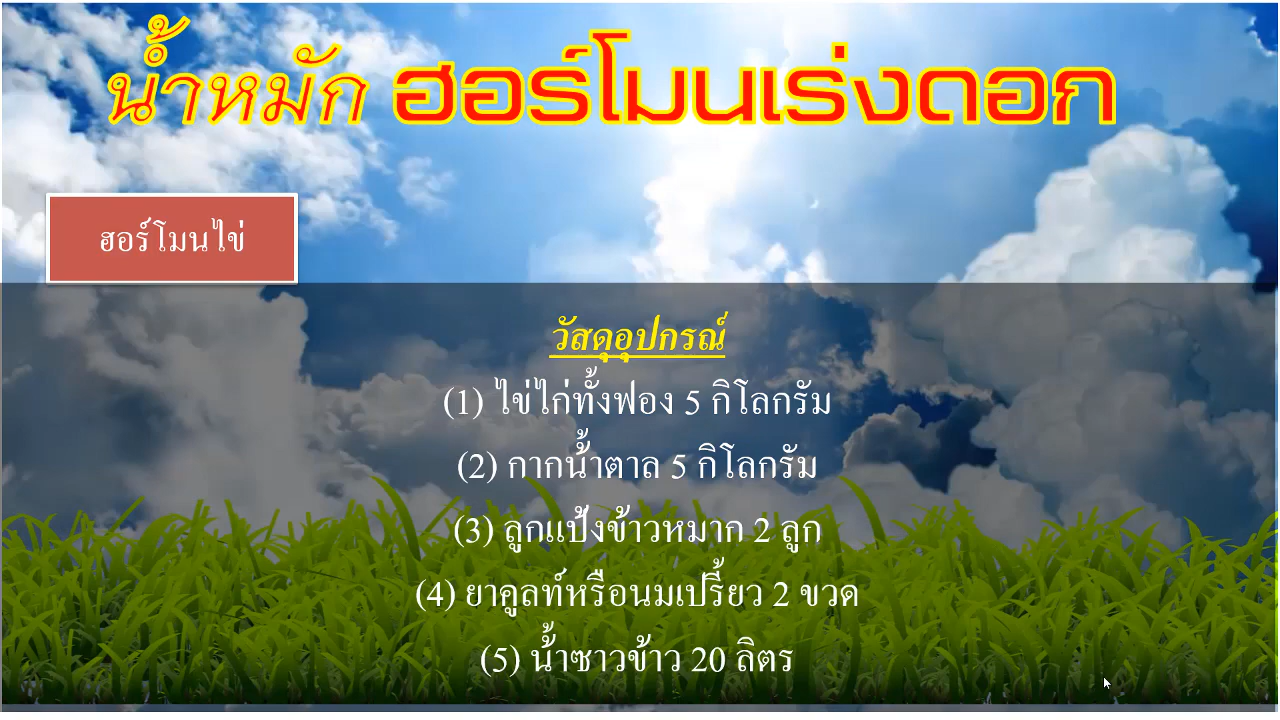 น้ำหมัก ฮอร์โมนเร่งดอก
ฮอร์โมนไข่
วัสดุอุปกรณ์
(1) ไข่ไก่ทั้งฟอง 5 กิโลกรัม
(2) กากน้ำตาล 5 กิโลกรัม
(3) ลูกแป้งข้าวหมาก 2 ลูก
(4) ยาคูลท์หรือนมเปรี้ยว 2 ขวด
(5) น้ำซาวข้าว 20 ลิตร